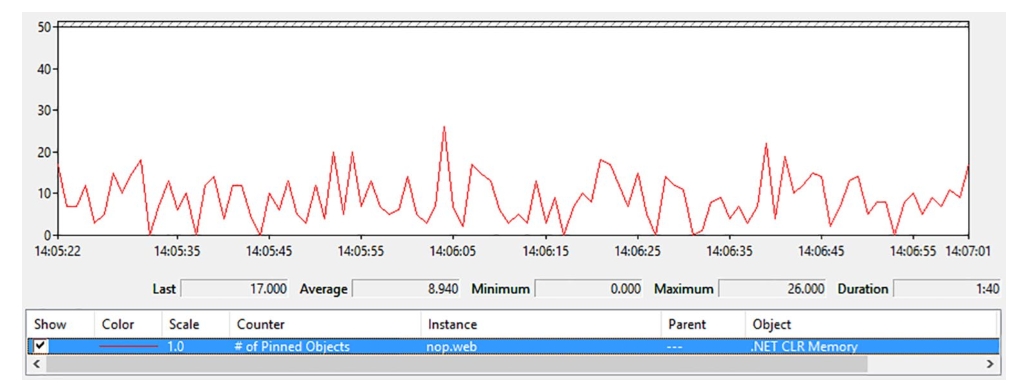 50
40
30
20
10
0
14:05:22 14:05:35 14:05:45 14:05:55 14:06:05 14:06:15 14:06:25 14:06:35 14:06:45 14:06:55 14:07:01
Last 17.000 Average 8.940 Minimum 0.000 Maximum 26.000 Duration 1:40
Show Color Scale Counter Instance Parent Object
1.0 # of Pinned Objects nop.web --- .NET CLR Memory